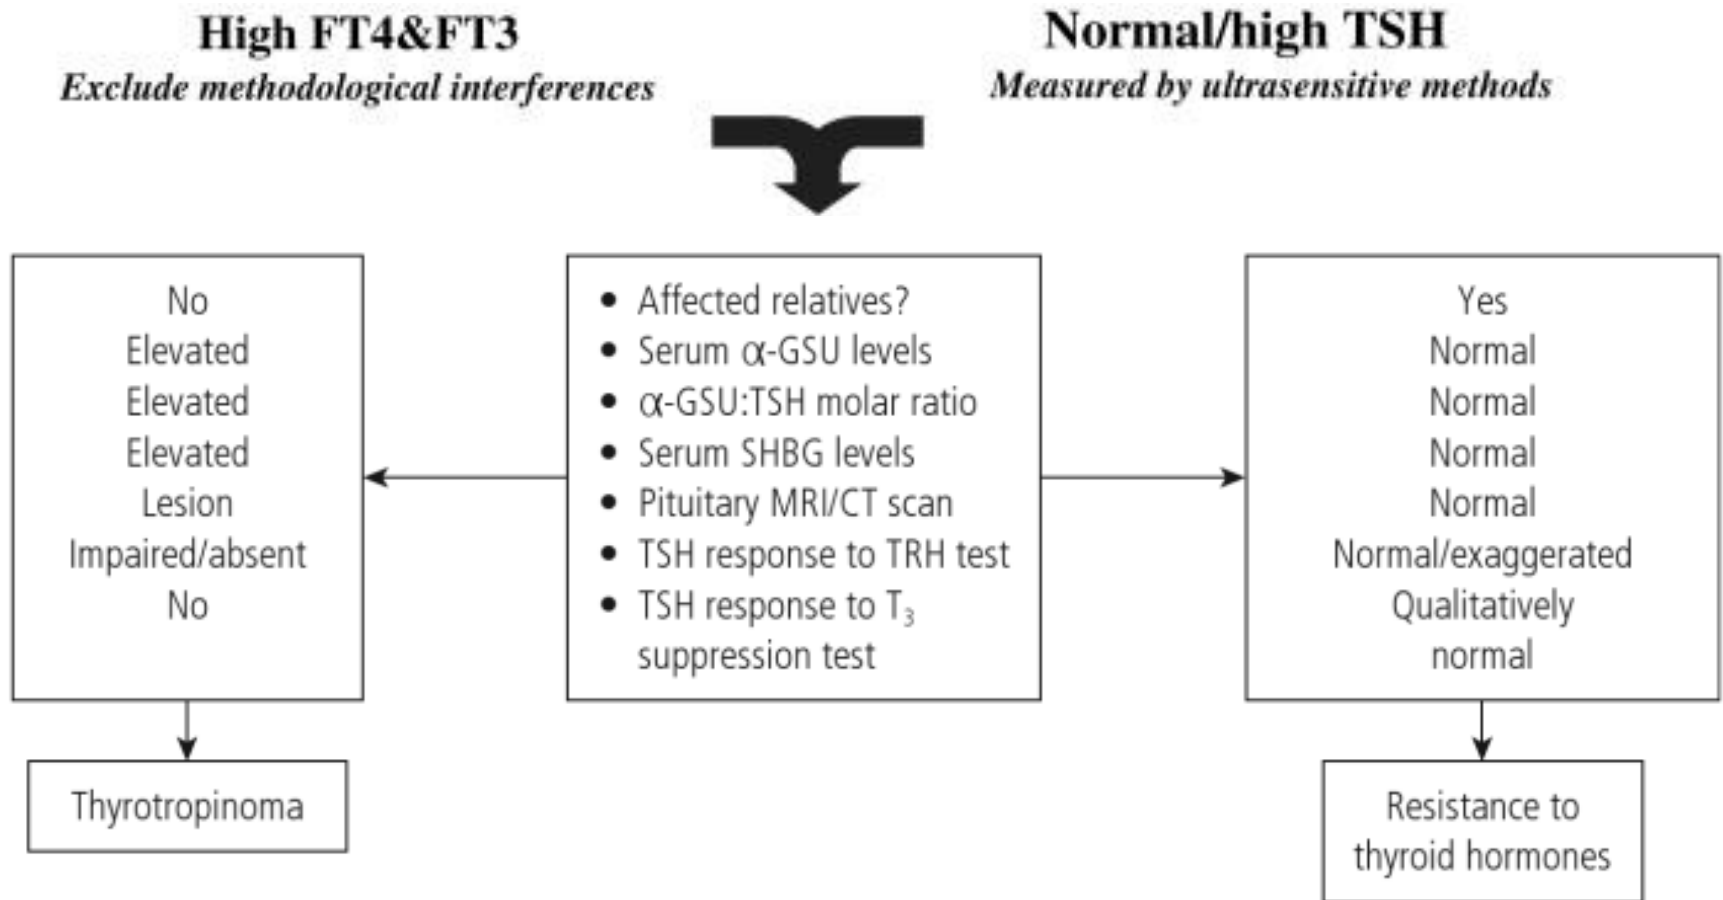 High FT4&FT3
Exclude methodological interferences
Normal/high TSH
Measured by ultrasensitive methods
No
Elevated
Elevated
Elevated
Lesion
Impaired/absent
No
• Affected relatives?
• Serum α-GSU levels
• α-GSU:TSH molar ratio
• Serum SHBG levels
• Pituitary MRI/CT scan
• TSH response to TRH test
• TSH response to T₃
suppression test
Yes
Normal
Normal
Normal
Normal
Normal/exaggerated
Qualitatively
normal
Thyrotropinoma
Resistance to
thyroid hormones